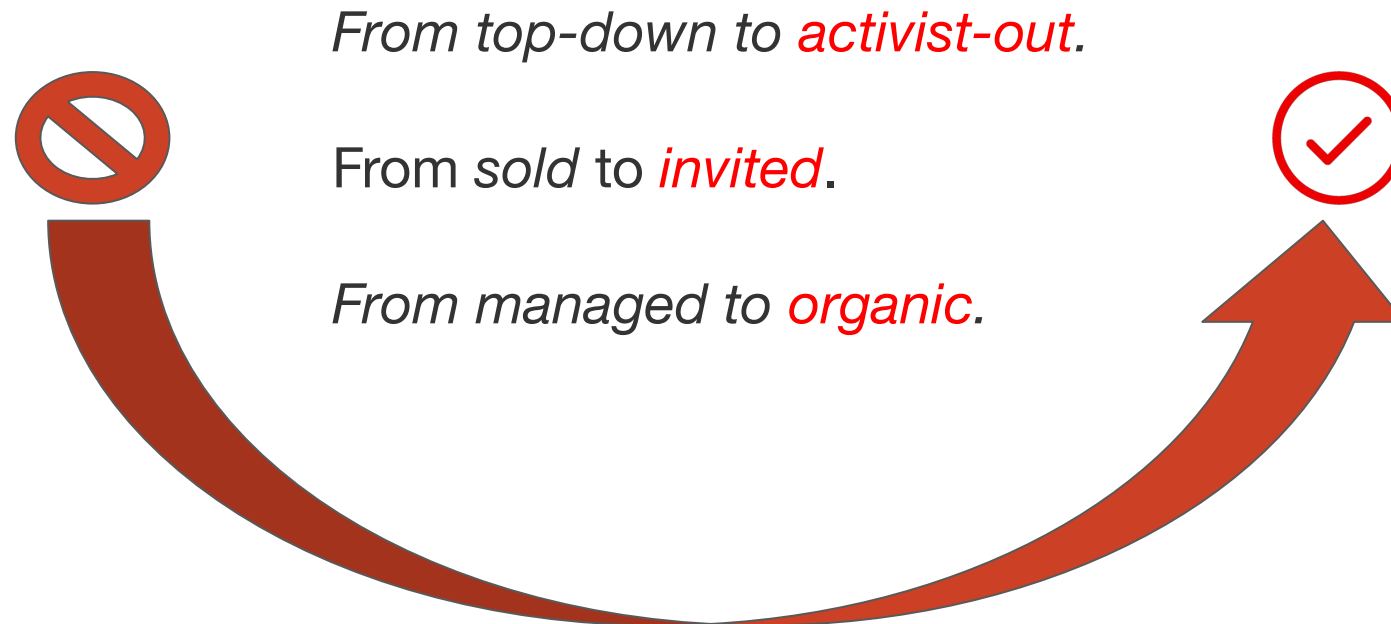 From top-down to activist-out.
From sold to invited.
From managed to organic.